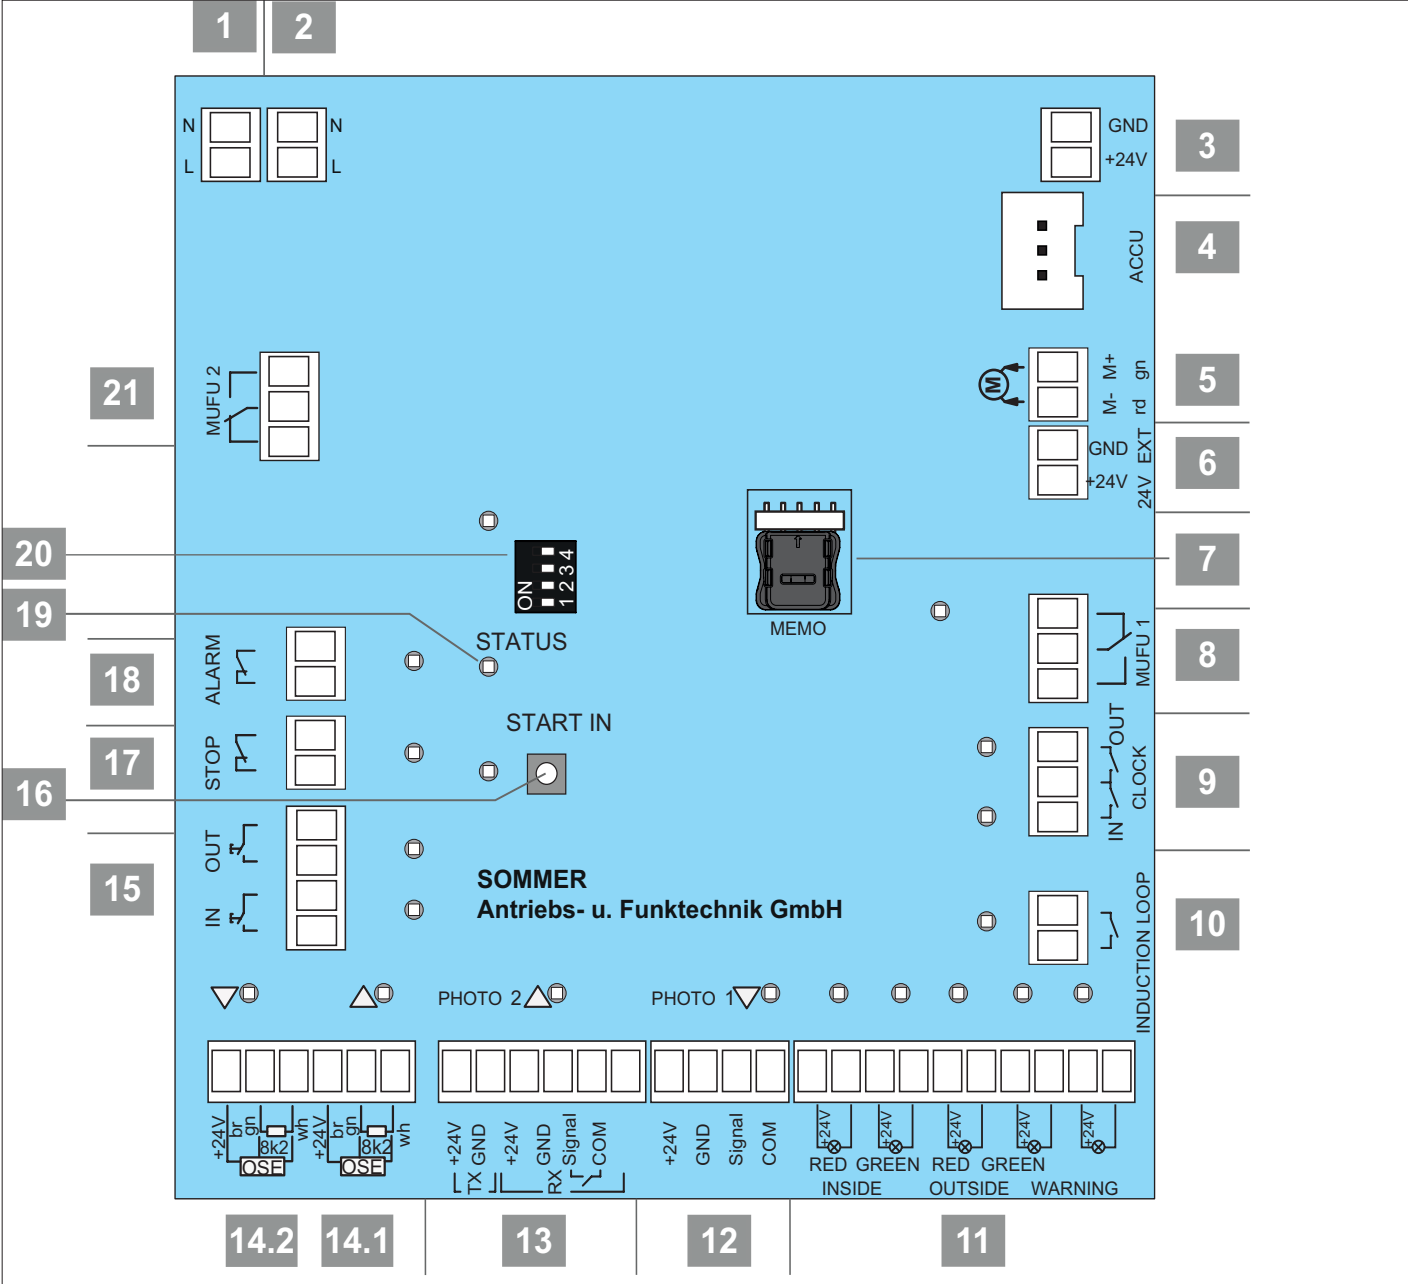 1 2
N N
L L
GND
+24V
3
ACCU
4
M
M+ gn
M- rd
5
GND
+24V
24V EXT
6
21
MUFU 2
20
ON
1 2 3 4
7
MEMO
19
STATUS
MUFU 1
8
18
ALARM
START IN
17
STOP
16
OUT
IN
CLOCK
9
15
OUT
IN
SOMMER
Antriebs- u. Funktechnik GmbH
INDUCTION LOOP
10
PHOTO 2
PHOTO 1
+24V br gn wh
8k2
OSE
+24V br gn wh
8k2
OSE
+24V GND +24V GND Signal COM
TX RX
+24V GND Signal COM
+24V +24V +24V +24V +24V
RED GREEN RED GREEN
INSIDE OUTSIDE WARNING
14.2 14.1 13 12 11